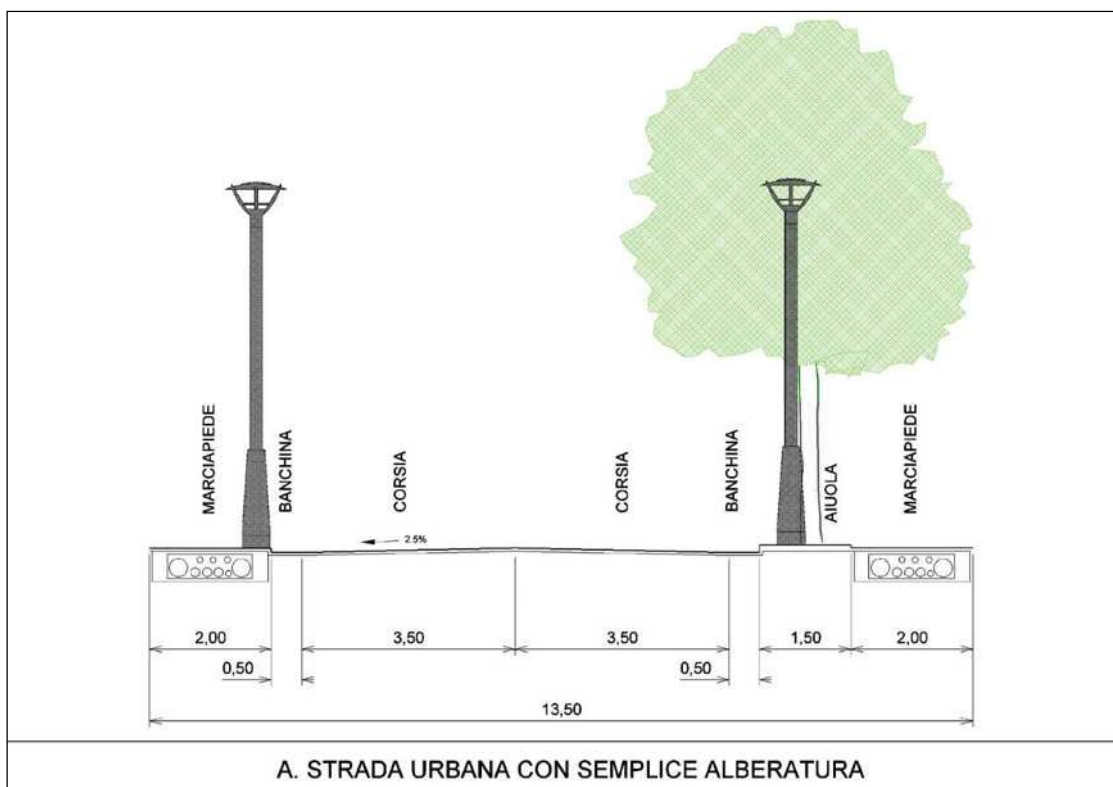 MARCIAPIEDE
BANCHINA
CORSIA
CORSIA
BANCHINA
AIUOLA
MARCIAPIEDE
2.5%
2,00
3,50
3,50
1,50
2,00
0,50
0,50
13,50
A. STRADA URBANA CON SEMPLICE ALBERATURA